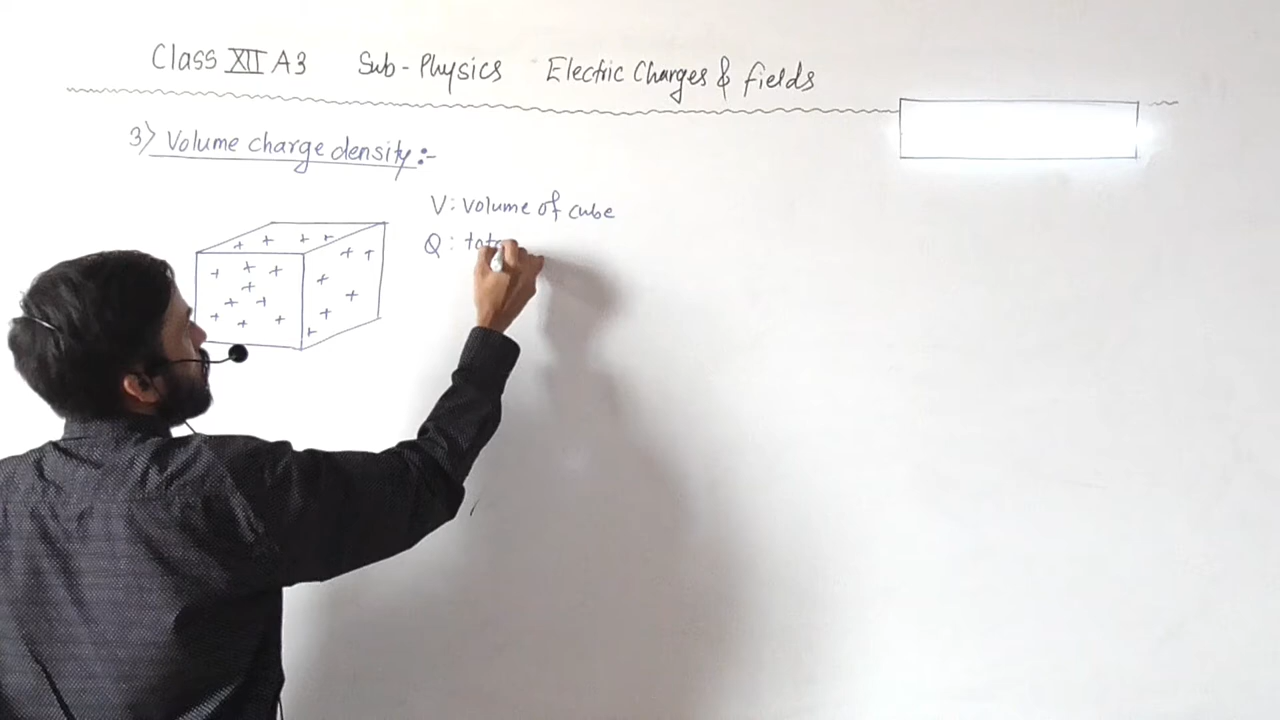 Class XII A3 Sub - Physics Electric Charges & fields
3) Volume charge density :-
V : volume of cube
Q :